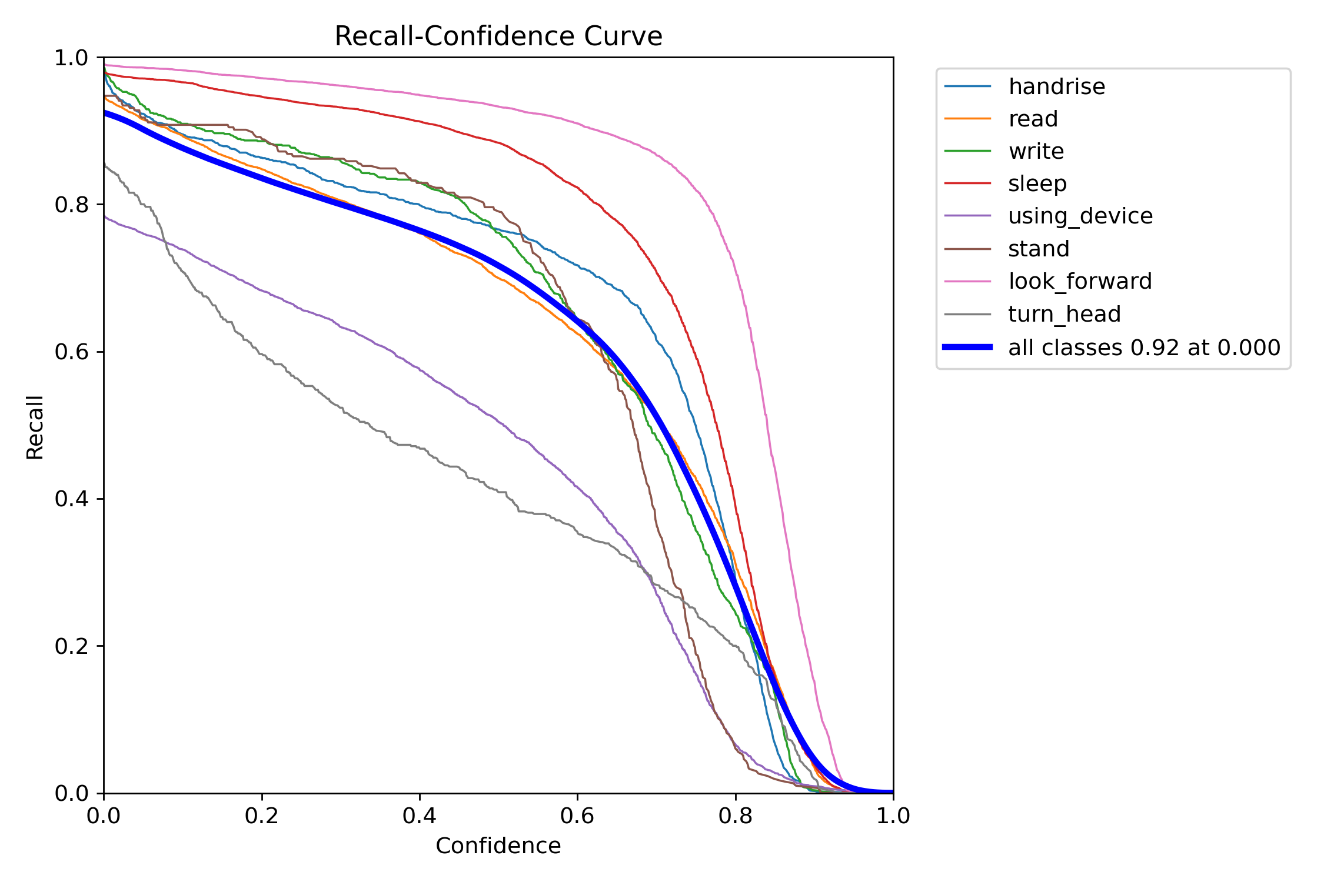 Recall-Confidence Curve
1.0
0.8
0.6
0.4
0.2
0.0
Recall
0.0 0.2 0.4 0.6 0.8 1.0
Confidence
handrise
read
write
sleep
using_device
stand
look_forward
turn_head
all classes 0.92 at 0.000